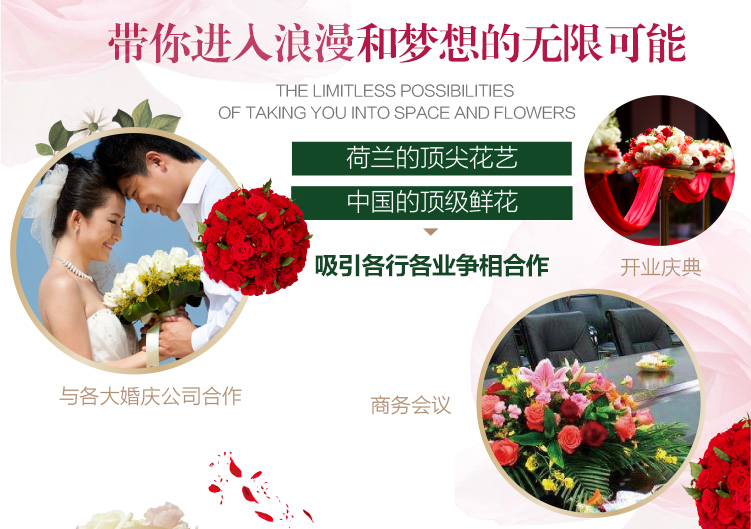 带你进入浪漫和梦想的无限可能
THE LIMITLESS POSSIBILITIES
OF TAKING YOU INTO SPACE AND FLOWERS
荷兰的顶尖花艺
中国的顶级鲜花
吸引各行各业争相合作
开业庆典
与各大婚庆公司合作
商务会议